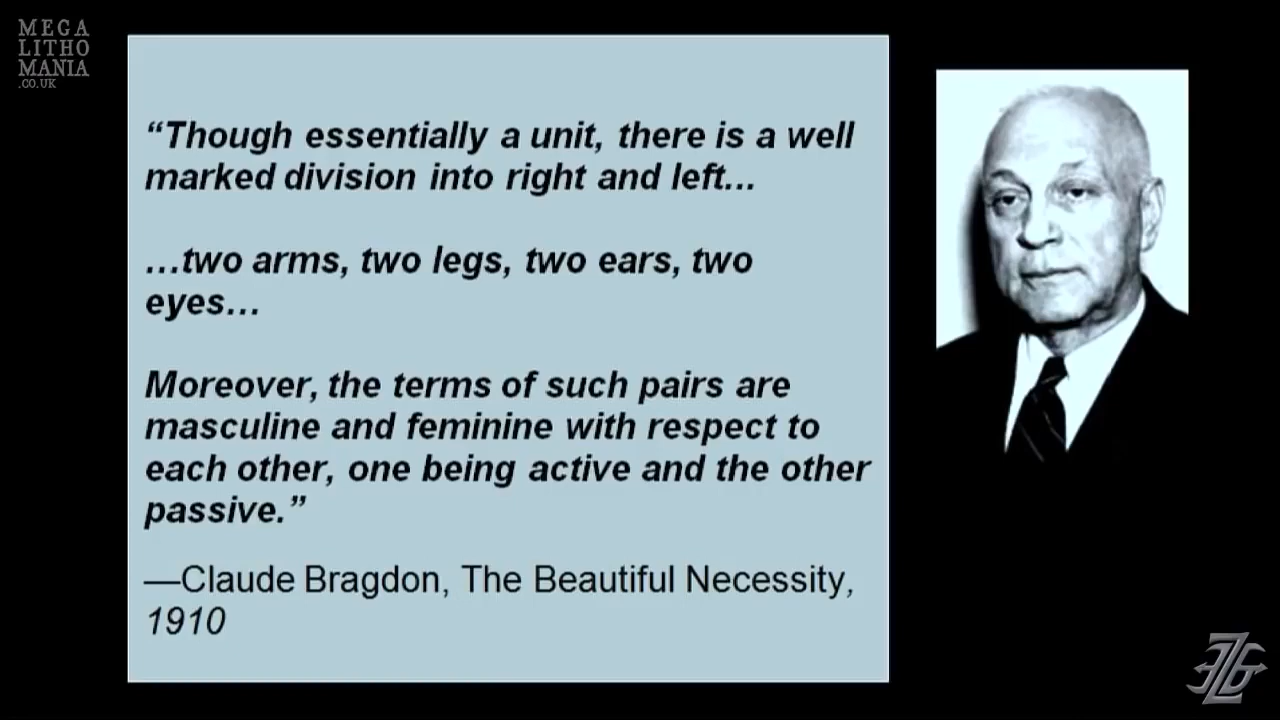 MEGA
LITHO
MANIA
.CO.UK
“Though essentially a unit, there is a well
marked division into right and left...
...two arms, two legs, two ears, two
eyes...
Moreover, the terms of such pairs are
masculine and feminine with respect to
each other, one being active and the other
passive.”
—Claude Bragdon, The Beautiful Necessity,
1910